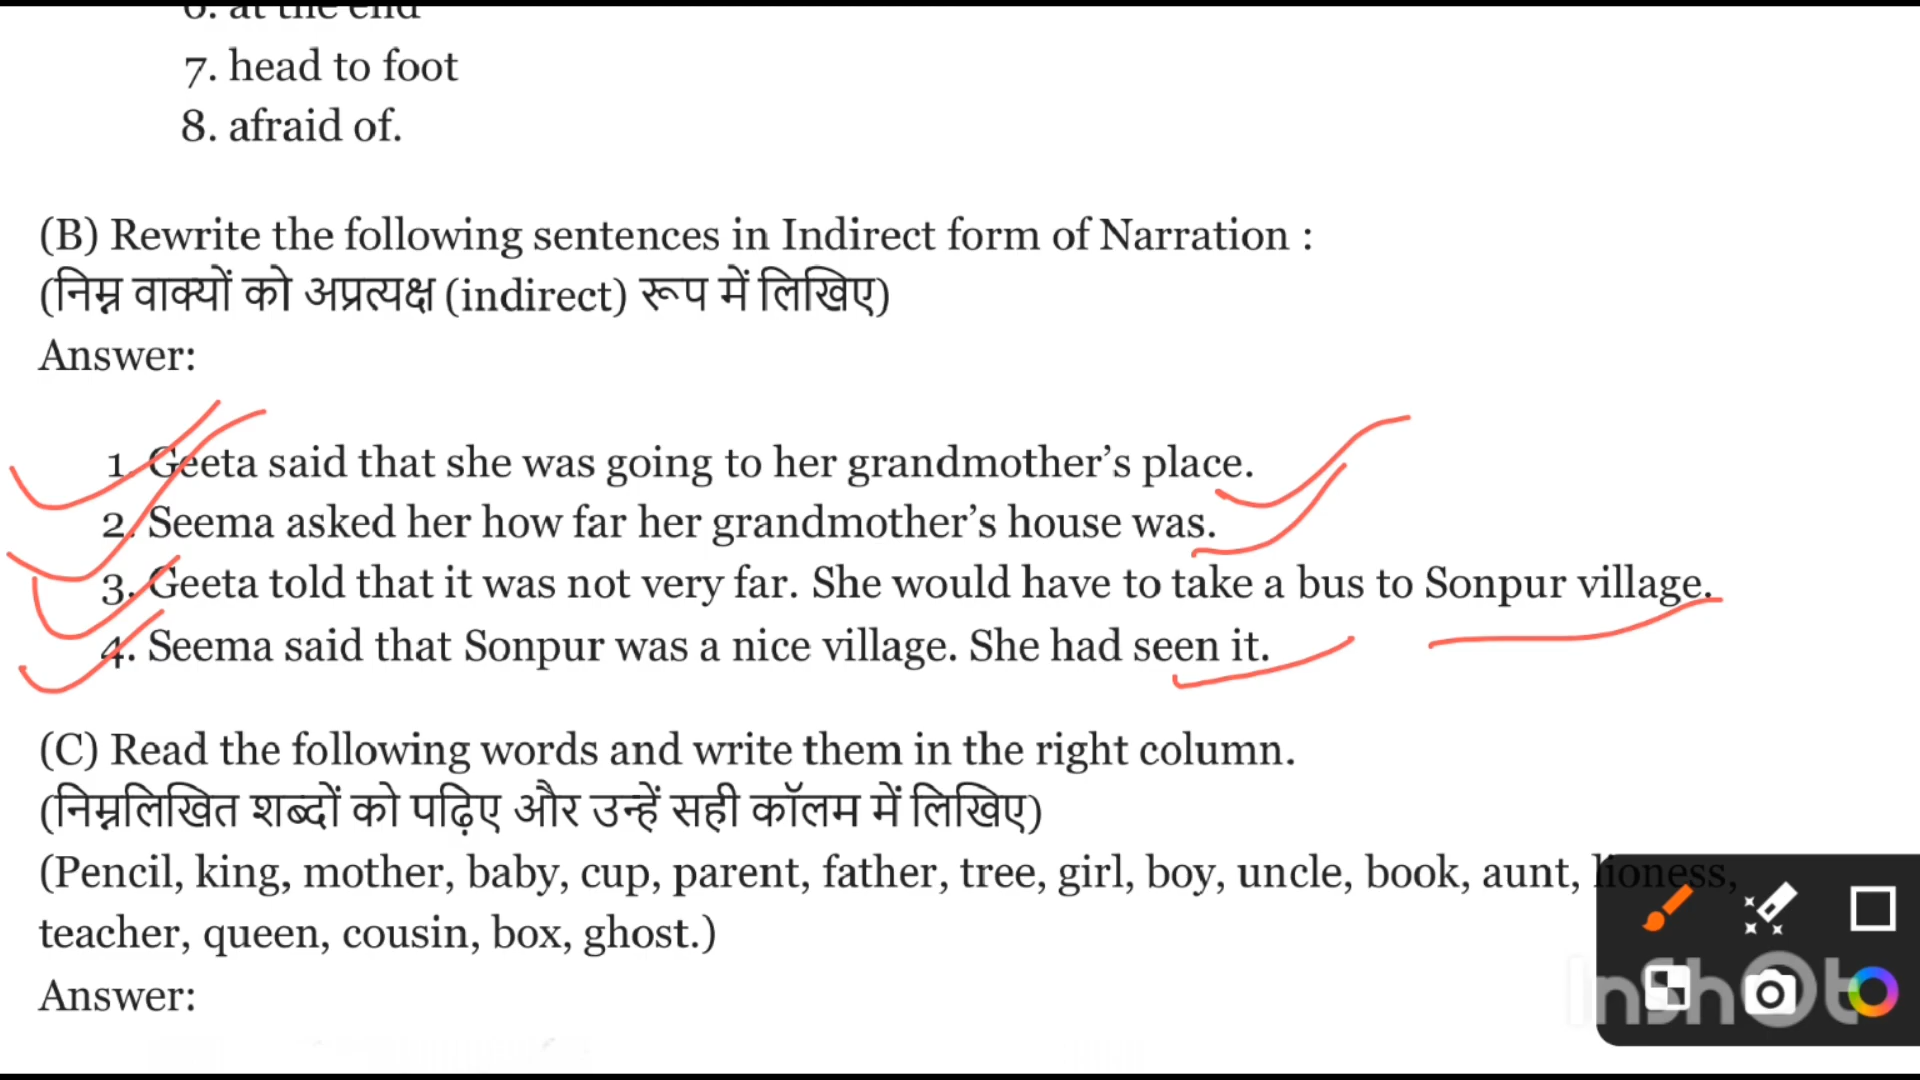 6. at the end
7. head to foot
8. afraid of.
(B) Rewrite the following sentences in Indirect form of Narration :
(निम्न वाक्यों को अप्रत्यक्ष (indirect) रूप में लिखिए)
Answer:
1. Geeta said that she was going to her grandmother’s place.
2. Seema asked her how far her grandmother’s house was.
3. Geeta told that it was not very far. She would have to take a bus to Sonpur village.
4. Seema said that Sonpur was a nice village. She had seen it.
(C) Read the following words and write them in the right column.
(निम्नलिखित शब्दों को पढ़िए और उन्हें सही कॉलम में लिखिए)
(Pencil, king, mother, baby, cup, parent, father, tree, girl, boy, uncle, book, aunt, lioness,
teacher, queen, cousin, box, ghost.)
Answer:
InShOt